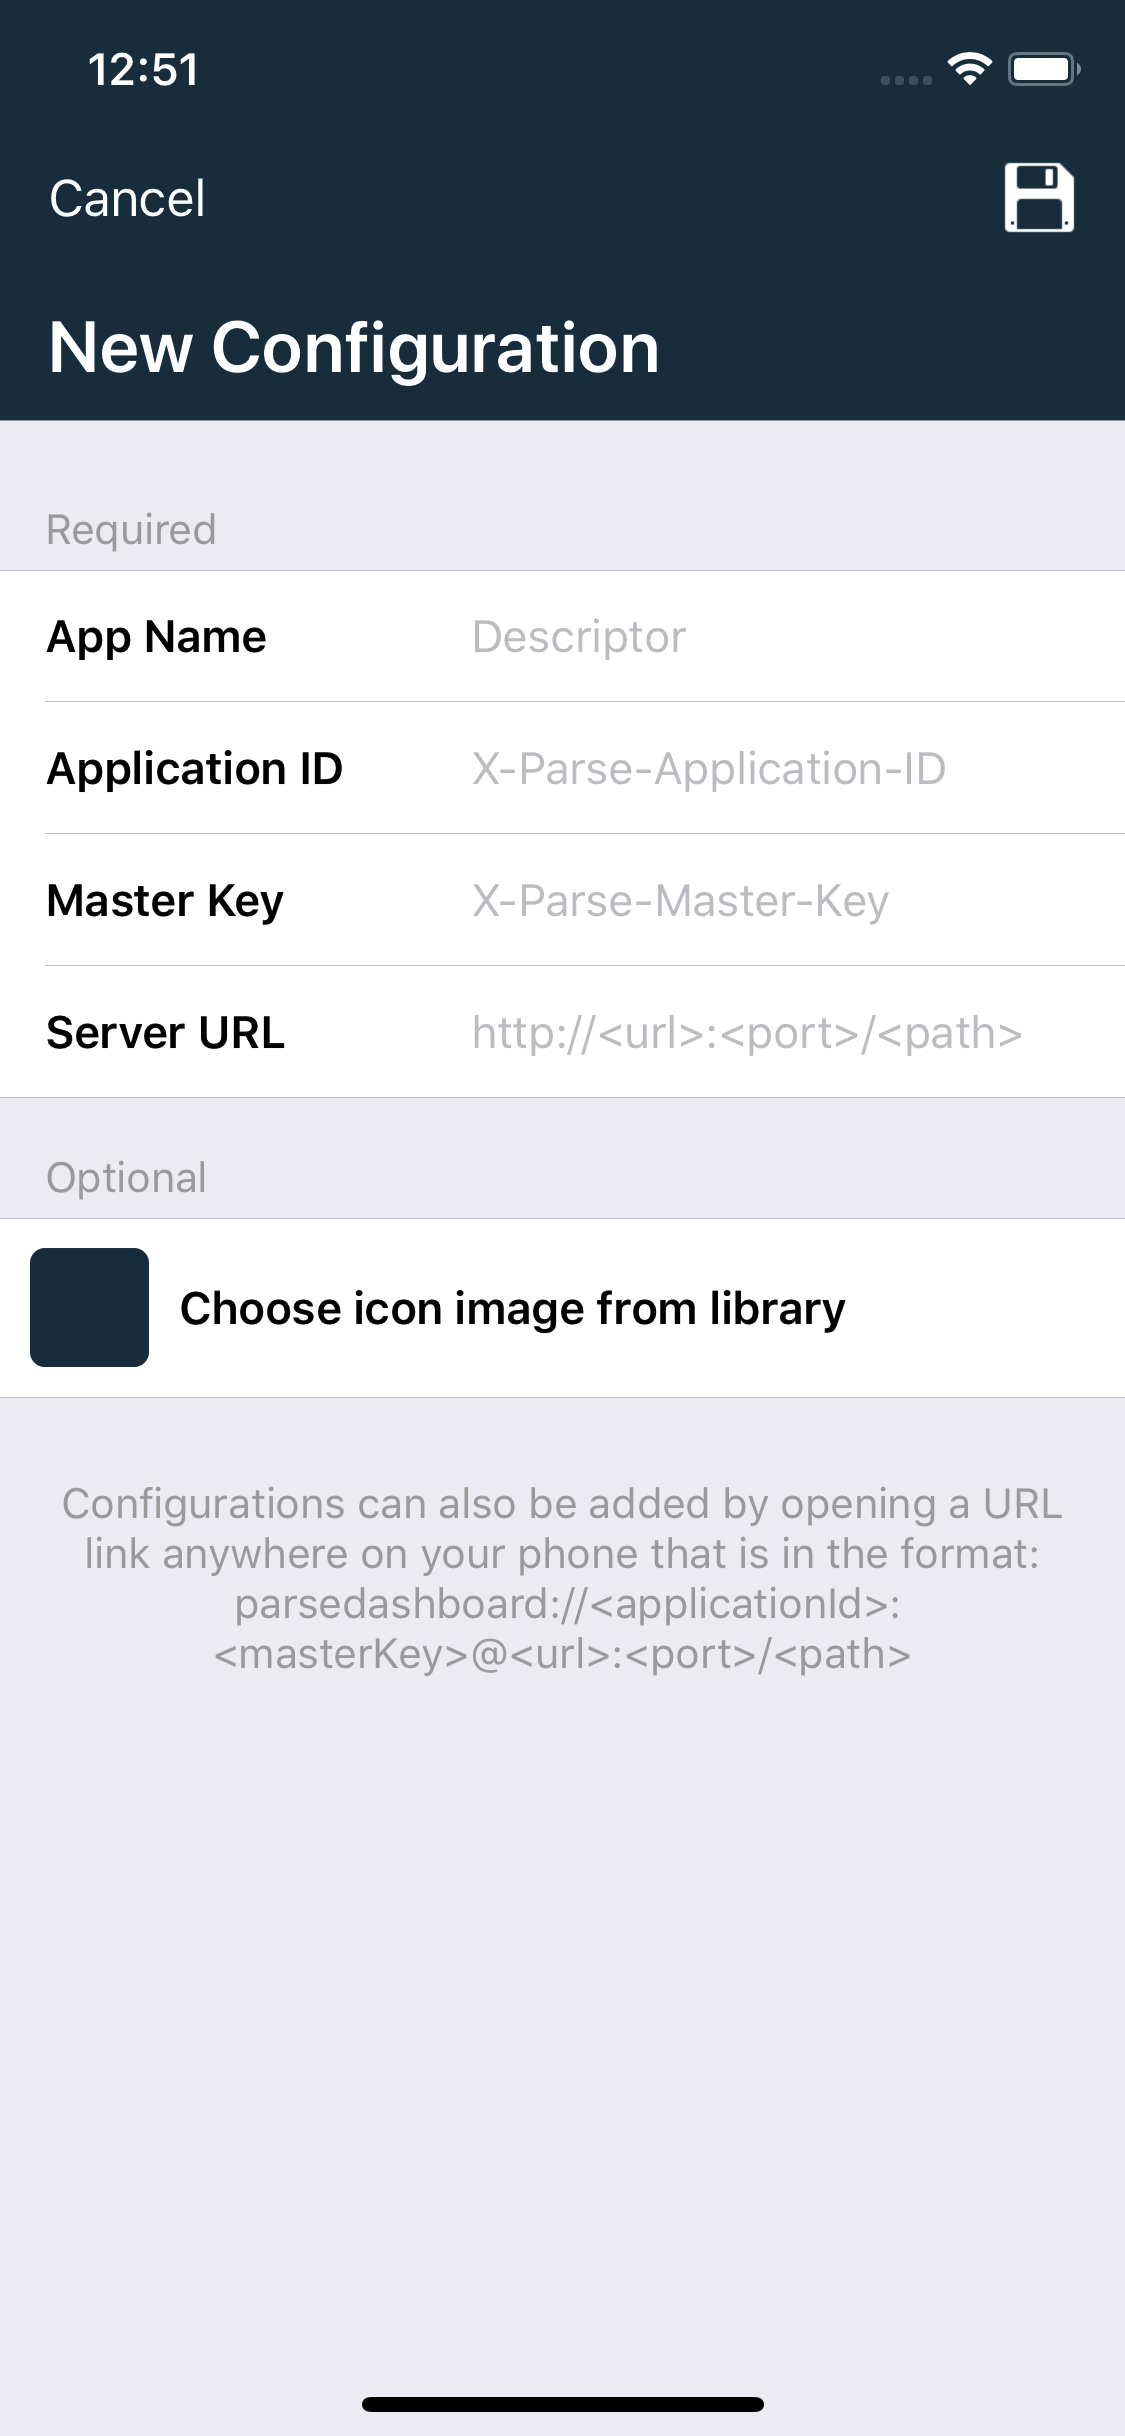 12:51
Cancel
New Configuration
Required
App Name Descriptor
Application ID X-Parse-Application-ID
Master Key X-Parse-Master-Key
Server URL http://<url>:<port>/<path>
Optional
Choose icon image from library
Configurations can also be added by opening a URL
link anywhere on your phone that is in the format:
parsedashboard://<applicationId>:
<masterKey>@<url>:<port>/<path>